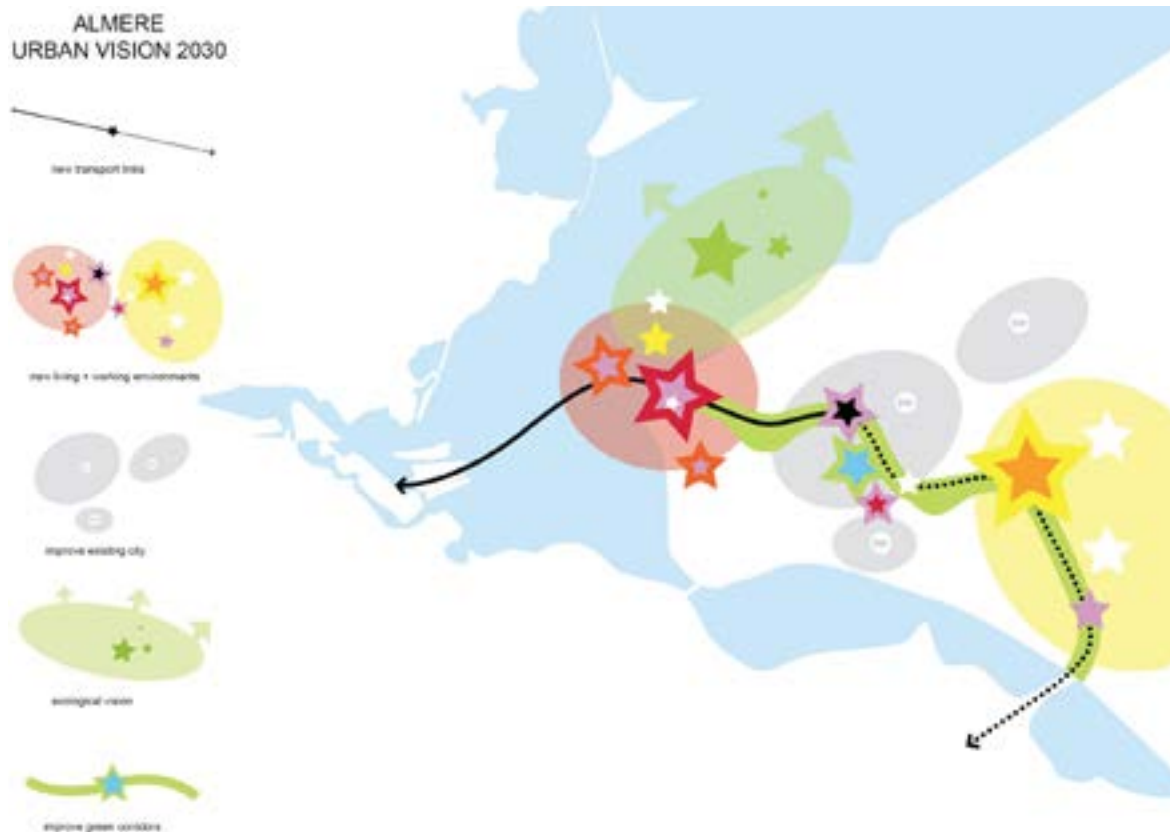 ALMERE
URBAN VISION 2030
new transport links
new living + working environments
improve existing city
ecological vision
improve green corridors